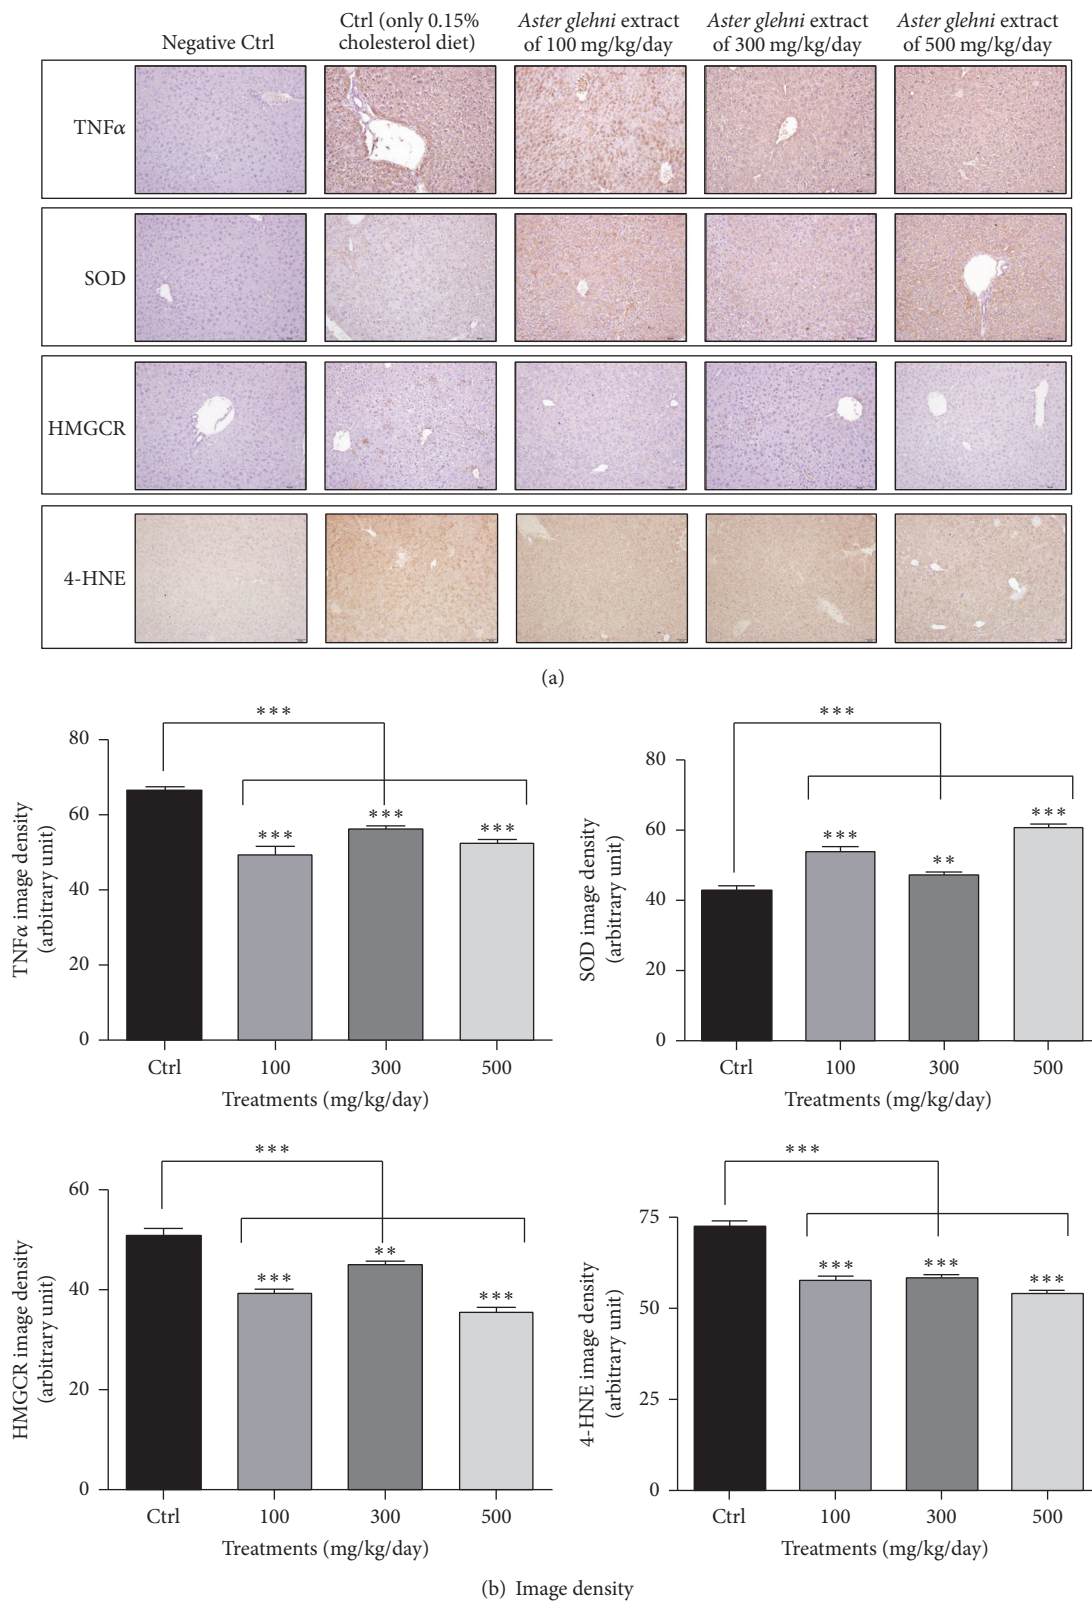 Negative Ctrl
Ctrl (only 0.15%
cholesterol diet)
Aster glehni extract
of 100 mg/kg/day
Aster glehni extract
of 300 mg/kg/day
Aster glehni extract
of 500 mg/kg/day
TNFα
SOD
HMGCR
4-HNE
(a)
***
80
60
40
20
0
TNFα image density
(arbitrary unit)
***
***
***
Ctrl
100
300
500
Treatments (mg/kg/day)
***
80
60
40
20
0
SOD image density
(arbitrary unit)
***
**
***
Ctrl
100
300
500
Treatments (mg/kg/day)
***
60
40
20
0
HMGCR image density
(arbitrary unit)
***
**
***
Ctrl
100
300
500
Treatments (mg/kg/day)
***
75
50
25
0
4-HNE image density
(arbitrary unit)
***
***
***
Ctrl
100
300
500
Treatments (mg/kg/day)
(b) Image density